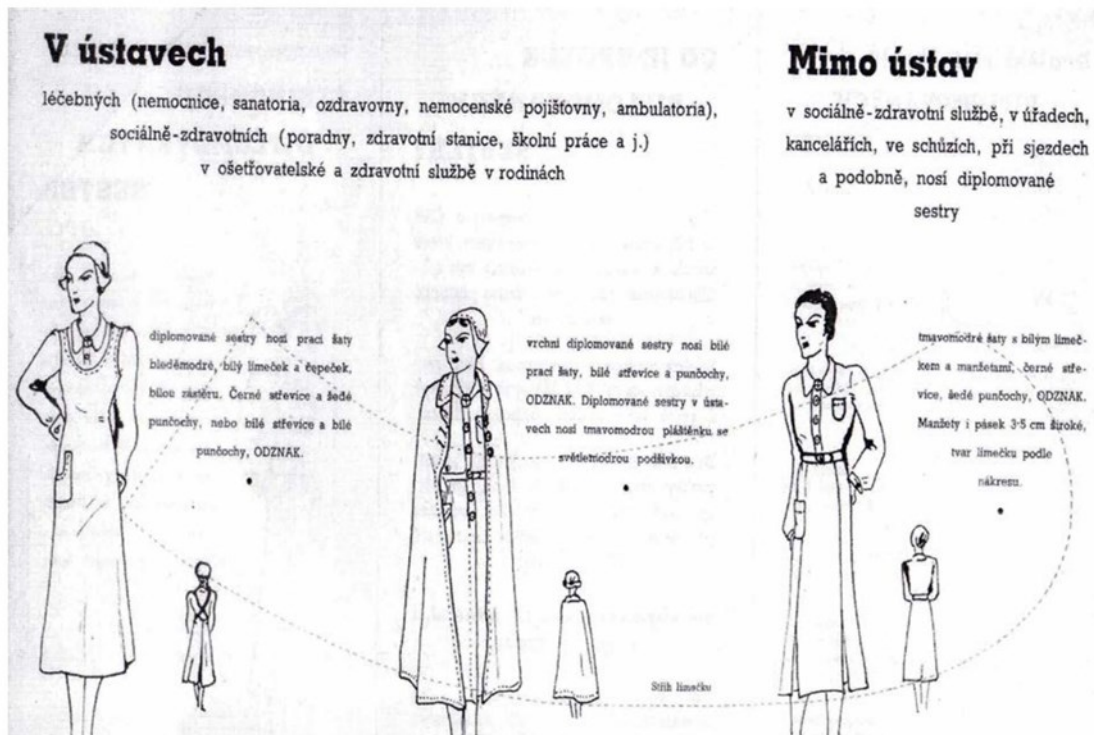 V ústavech
léčebných (nemocnice, sanatoria, ozdravovny, nemocenské pojišťovny, ambulatoria),
sociálně-zdravotních (poradny, zdravotní stanice, školní práce a j.)
v ošetřovatelské a zdravotní službě v rodinách
diplomované sestry nosí prací šaty
bleděmodré, bílý límeček a čepeček,
bílou zástěru. Černé střevíce a šedé
punčochy, nebo bílé střevíce a bílé
punčochy, ODZNAK.
vrchní diplomované sestry nosí bílé
prací šaty, bílé střevíce a punčochy,
ODZNAK. Diplomované sestry v ústa-
vech nosí tmavomodrou pláštěnku se
světlemodrou podšívkou.
Střih límečku
Mimo ústav
v sociálně-zdravotní službě, v úřadech,
kancelářích, ve schůzích, při sjezdech
a podobně, nosí diplomované
sestry
tmavomodré šaty s bílým límeč-
kem a manžetami, černé stře-
více, šedé punčochy, ODZNAK.
Manžety i pásek 3-5 cm široké,
tvar límečku podle
nákresu.